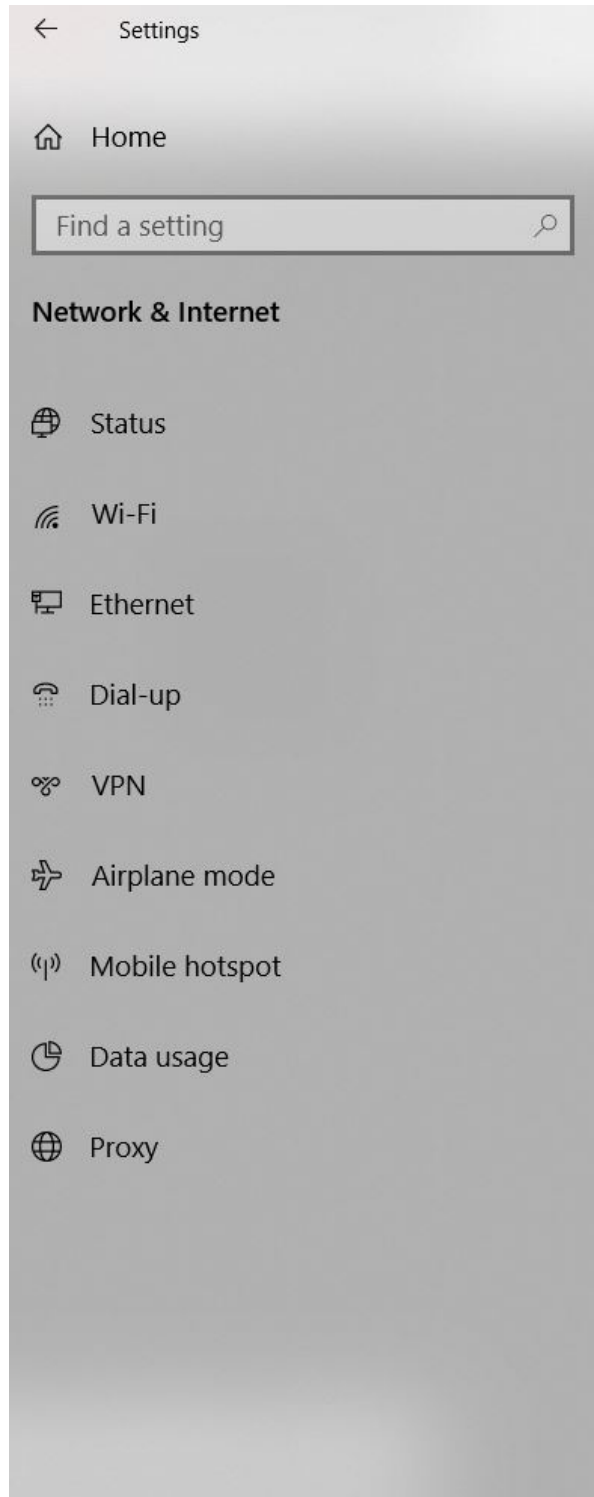 Settings
Home
Find a setting
Network & Internet
Status
Wi-Fi
Ethernet
Dial-up
VPN
Airplane mode
Mobile hotspot
Data usage
Proxy